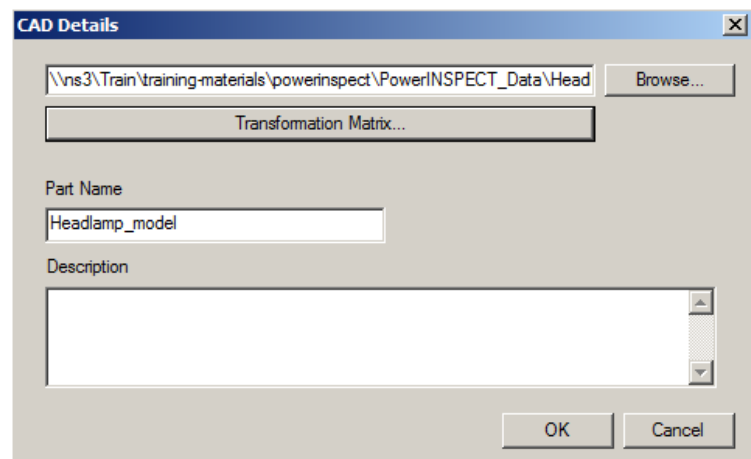 CAD Details
\\ns3\Train\training-materials\powerinspect\PowerINSPECT_Data\Head
Browse...
Transformation Matrix...
Part Name
Headlamp_model
Description
OK
Cancel